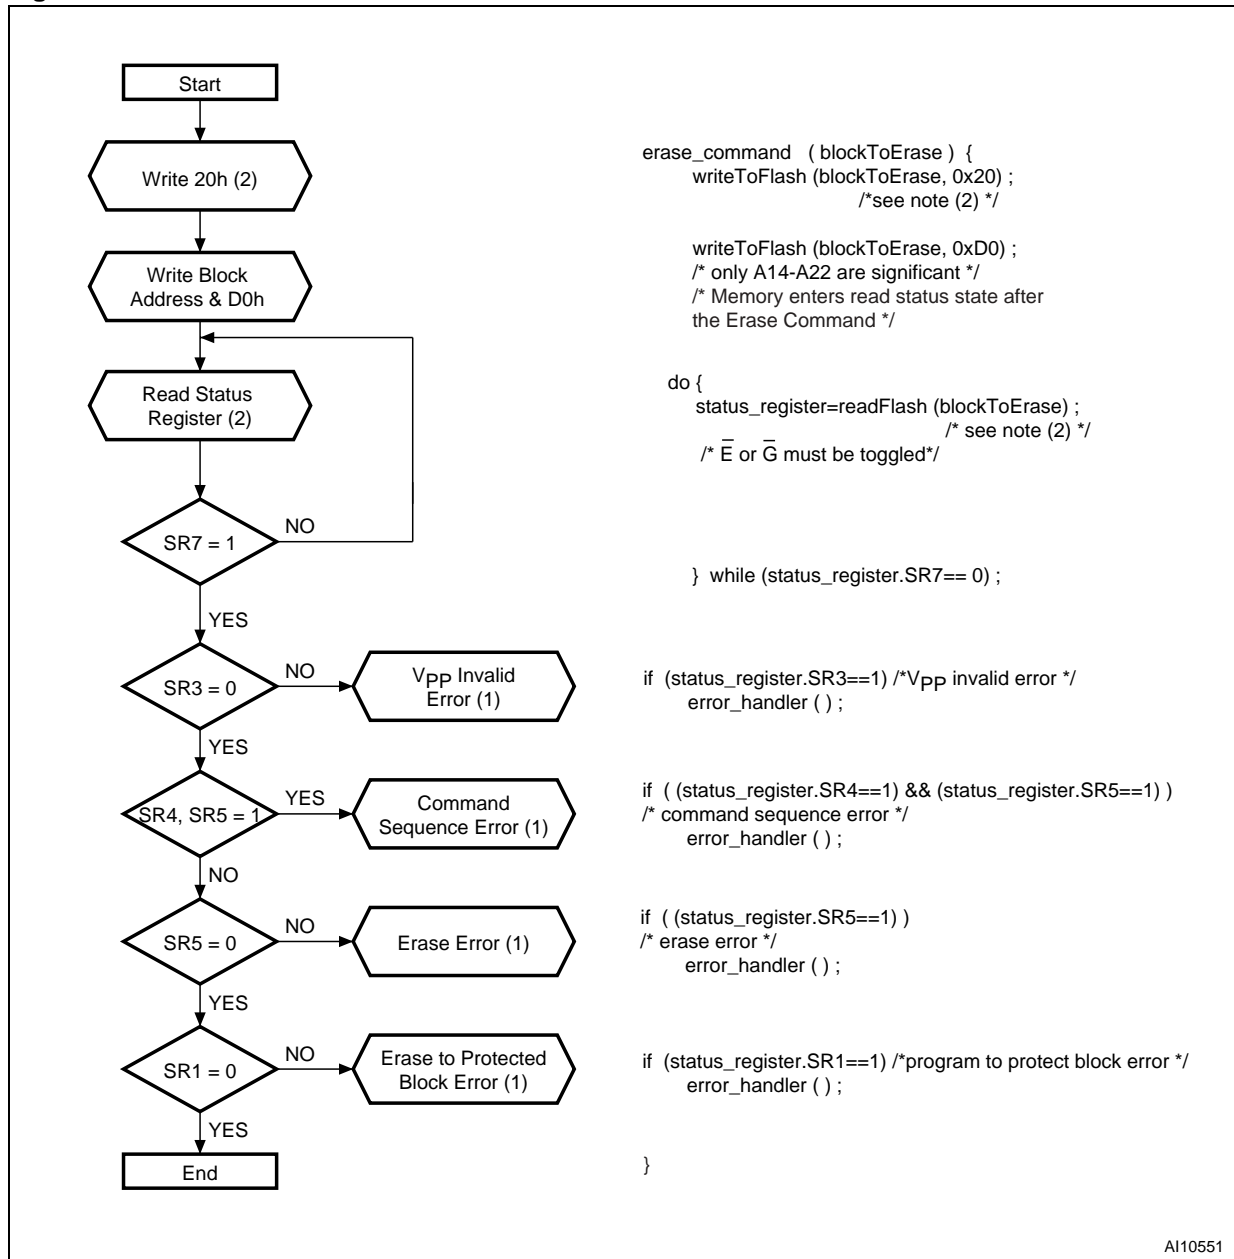 Start
Write 20h (2)
Write Block
Address & D0h
Read Status
Register (2)
SR7 = 1
NO
YES
SR3 = 0
NO
VPP Invalid
Error (1)
YES
SR4, SR5 = 1
YES
Command
Sequence Error (1)
NO
SR5 = 0
NO
Erase Error (1)
YES
SR1 = 0
NO
Erase to Protected
Block Error (1)
YES
End
erase_command ( blockToErase ) {
writeToFlash (blockToErase, 0x20) ;
/*see note (2) */
writeToFlash (blockToErase, 0xD0) ;
/* only A14-A22 are significant */
/* Memory enters read status state after
the Erase Command */
do {
status_register=readFlash (blockToErase) ;
/* see note (2) */
/* E̅ or G̅ must be toggled*/
} while (status_register.SR7== 0) ;
if (status_register.SR3==1) /*VPP invalid error */
error_handler ( ) ;
if ( (status_register.SR4==1) && (status_register.SR5==1) )
/* command sequence error */
error_handler ( ) ;
if ( (status_register.SR5==1) )
/* erase error */
error_handler ( ) ;
if (status_register.SR1==1) /*program to protect block error */
error_handler ( ) ;
}
AI10551